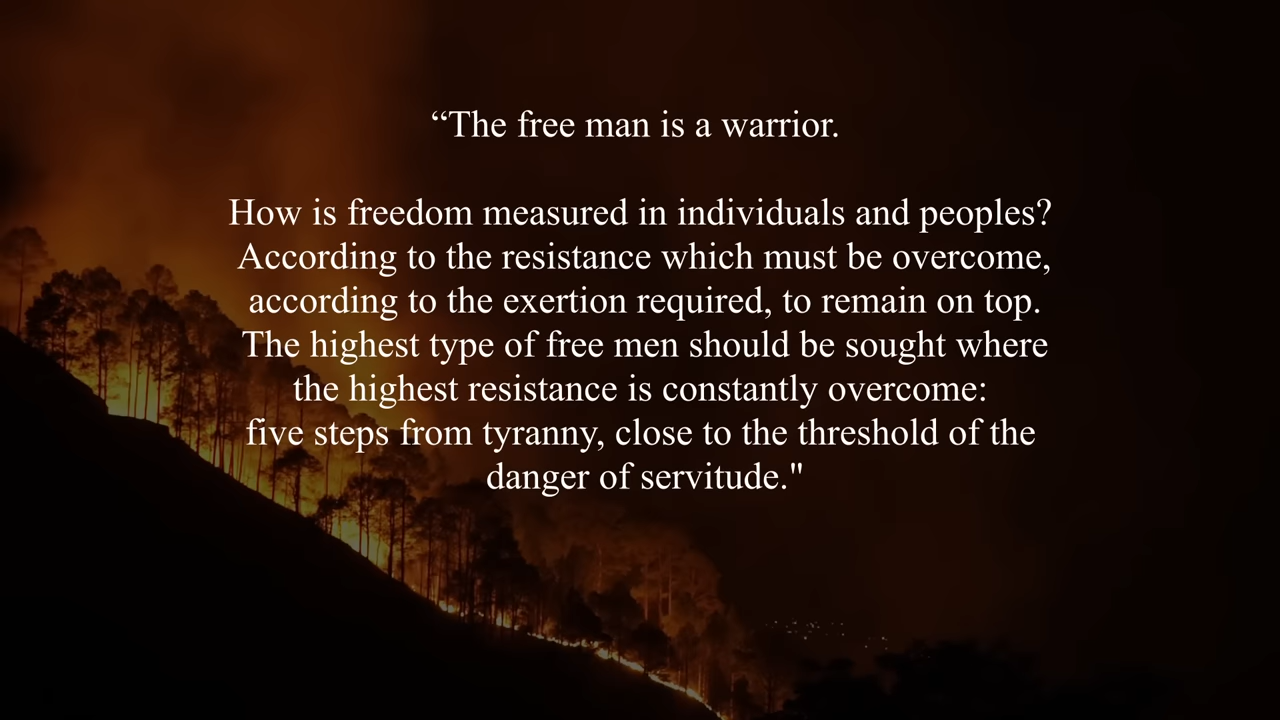 “The free man is a warrior.
How is freedom measured in individuals and peoples?
According to the resistance which must be overcome,
according to the exertion required, to remain on top.
The highest type of free men should be sought where
the highest resistance is constantly overcome:
five steps from tyranny, close to the threshold of the
danger of servitude."